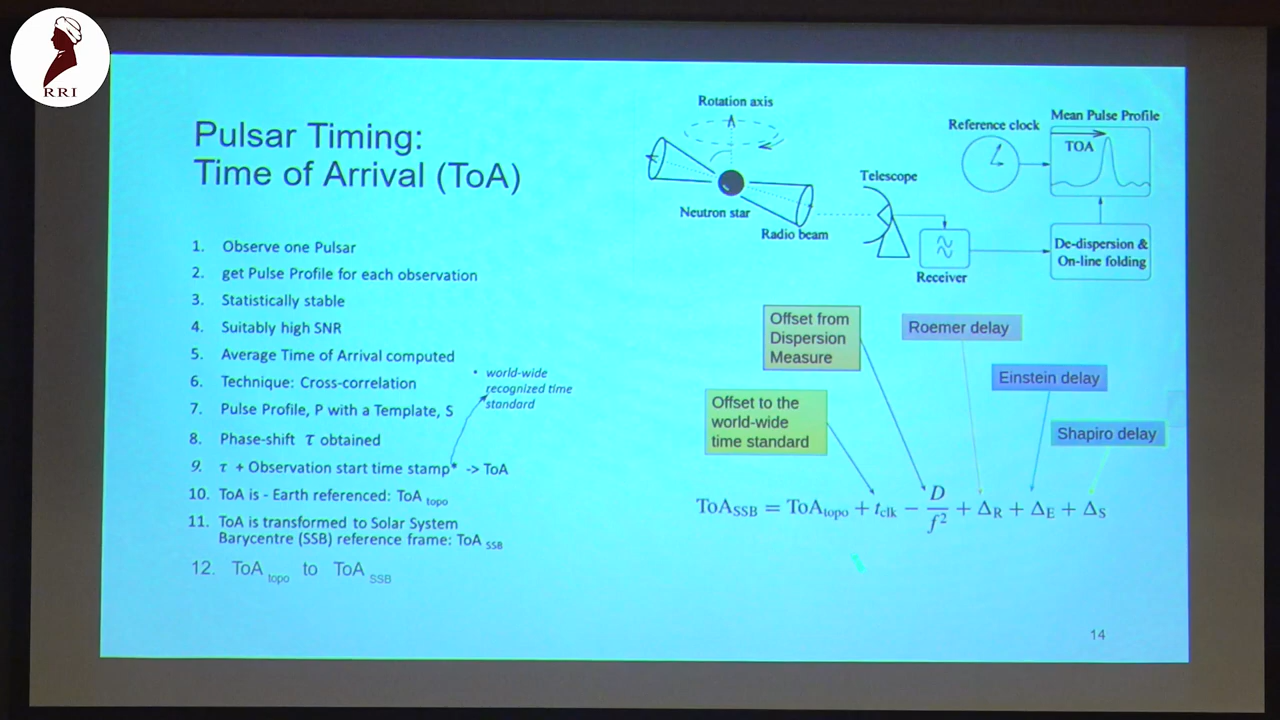 RRI
Pulsar Timing:
Time of Arrival (ToA)
1. Observe one Pulsar
2. get Pulse Profile for each observation
3. Statistically stable
4. Suitably high SNR
5. Average Time of Arrival computed
6. Technique: Cross-correlation
7. Pulse Profile, P with a Template, S
8. Phase-shift τ obtained
9. τ + Observation start time stamp* -> ToA
10. ToA is - Earth referenced: ToA topo
11. ToA is transformed to Solar System
Barycentre (SSB) reference frame: ToA SSB
12. ToA topo to ToA SSB
• world-wide
recognized time
standard
Rotation axis
Neutron star
Radio beam
Telescope
Receiver
Reference clock
Mean Pulse Profile
TOA
De-dispersion &
On-line folding
Offset from
Dispersion
Measure
Roemer delay
Einstein delay
Offset to the
world-wide
time standard
Shapiro delay
ToA_SSB = ToA_topo + t_clk − D/f² + Δ_R + Δ_E + Δ_S
14